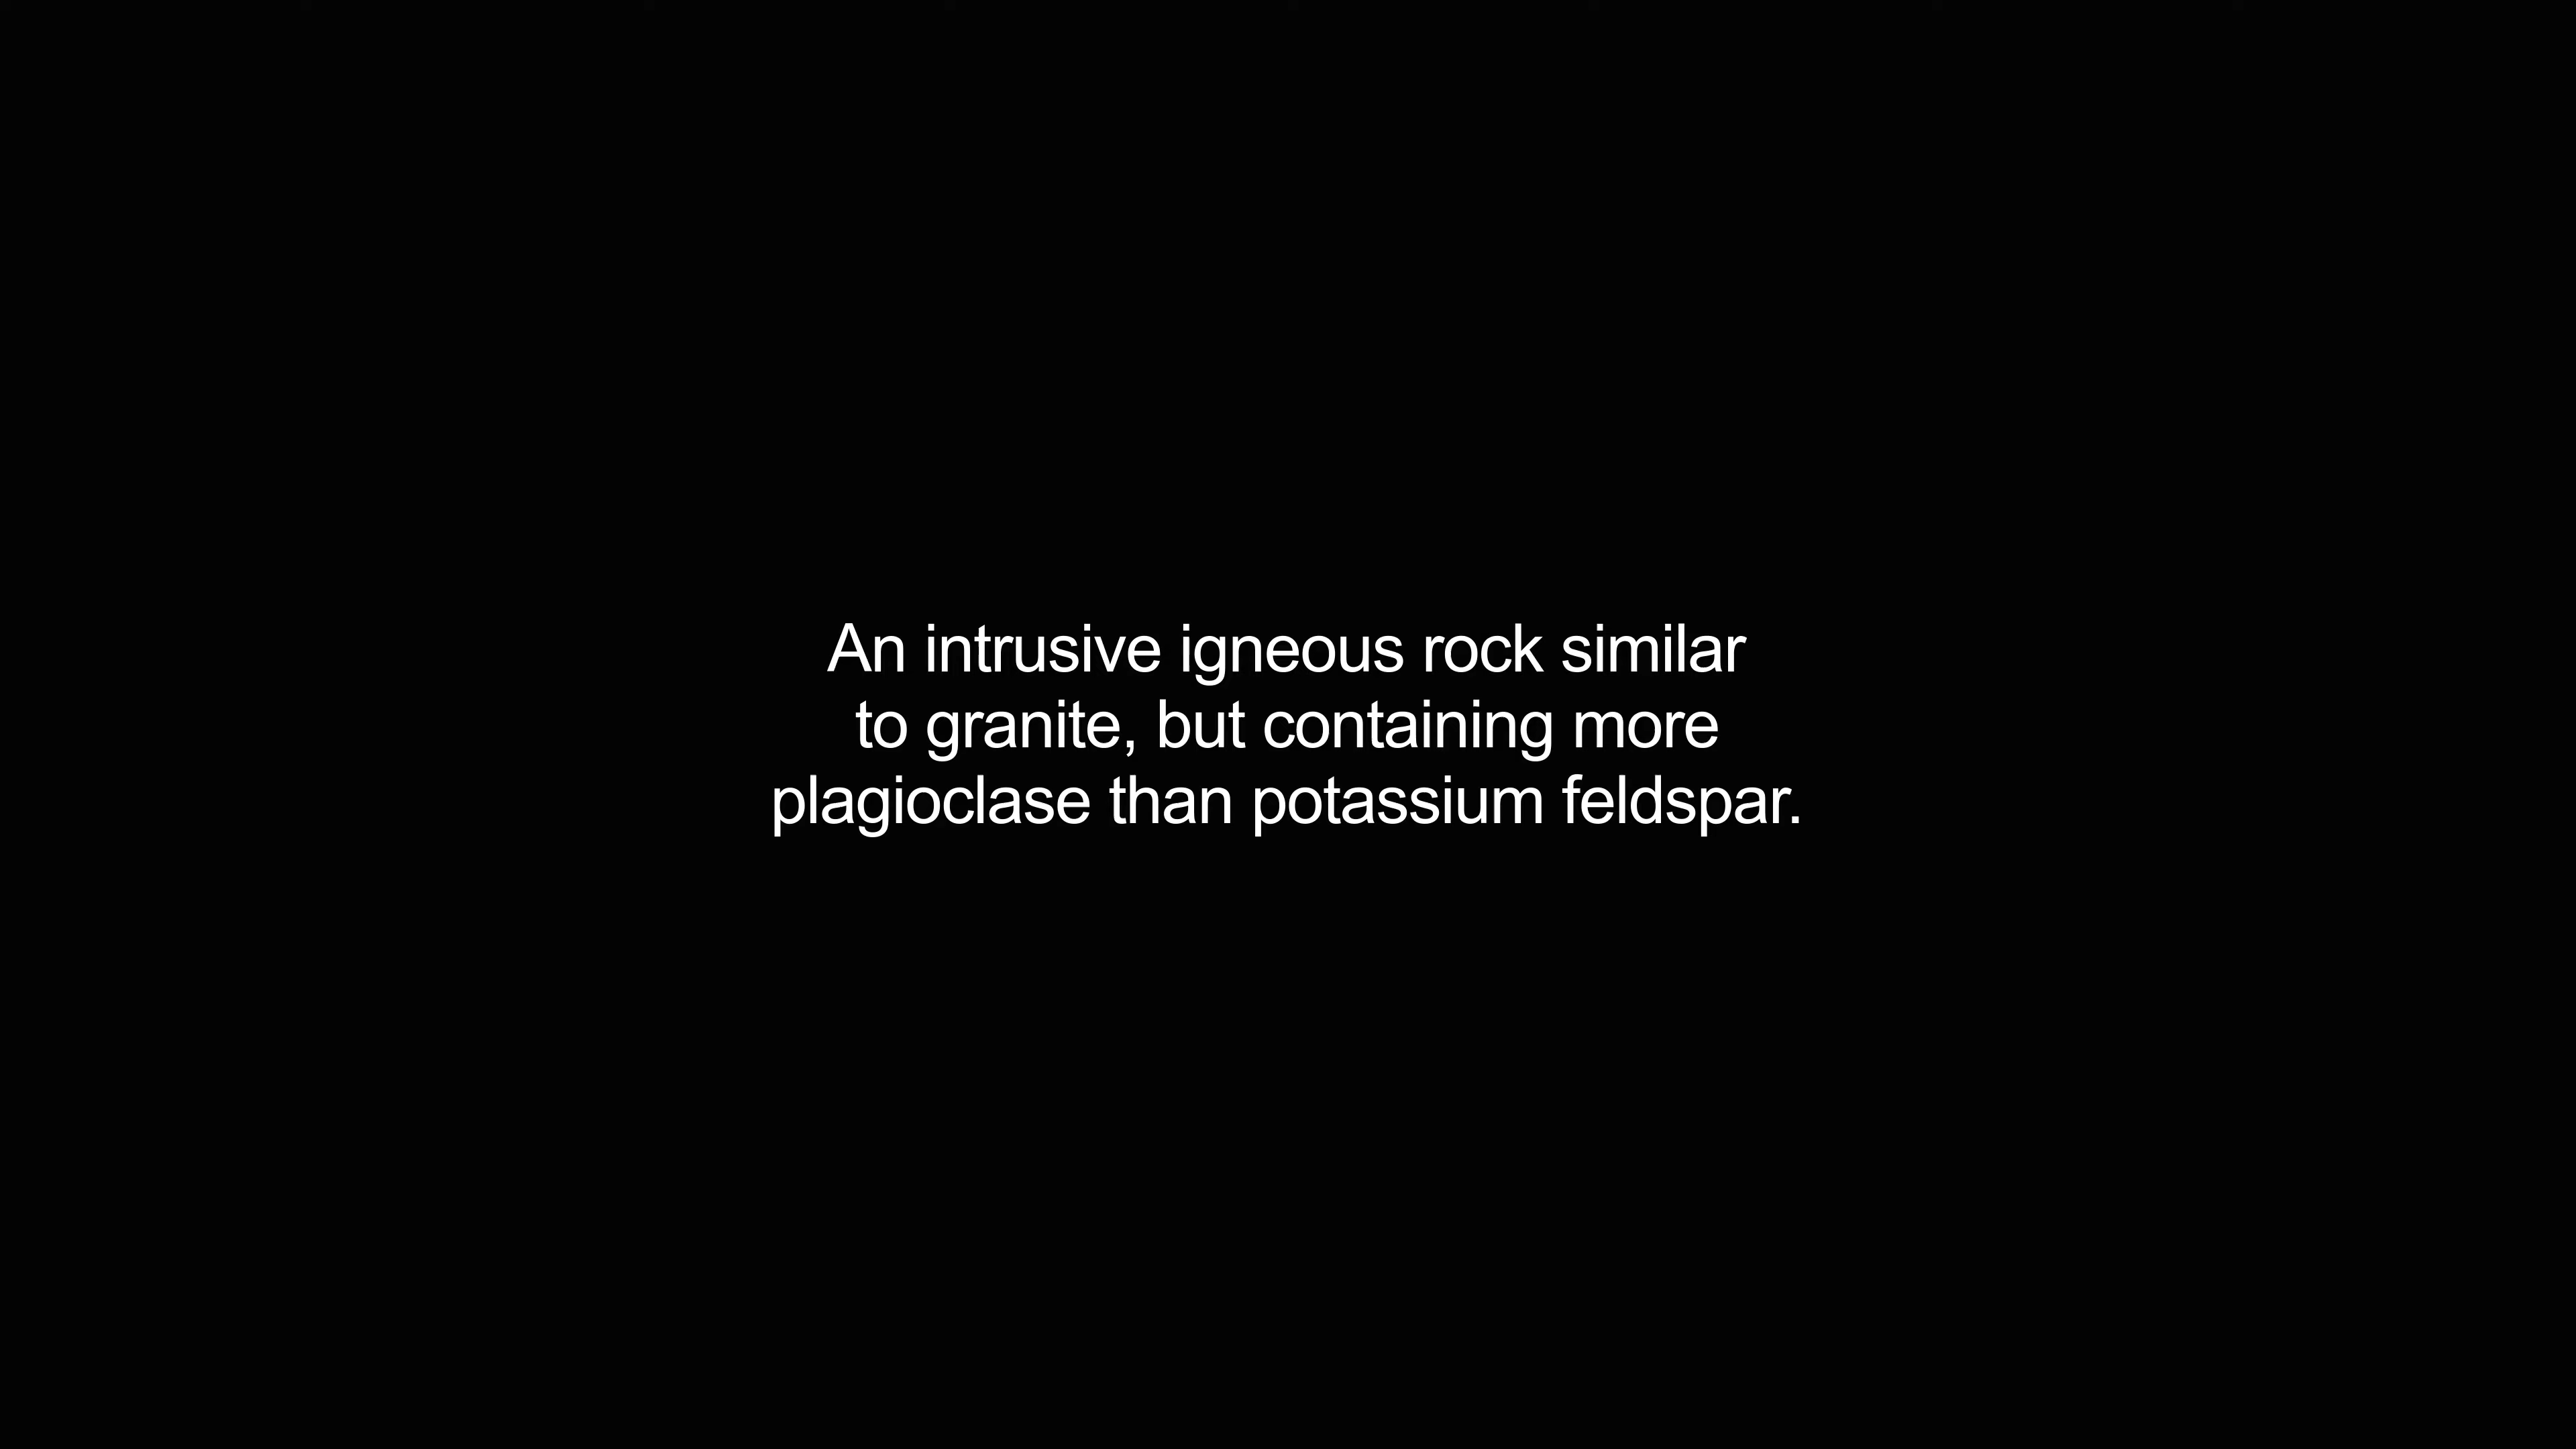 An intrusive igneous rock similar
to granite, but containing more
plagioclase than potassium feldspar.